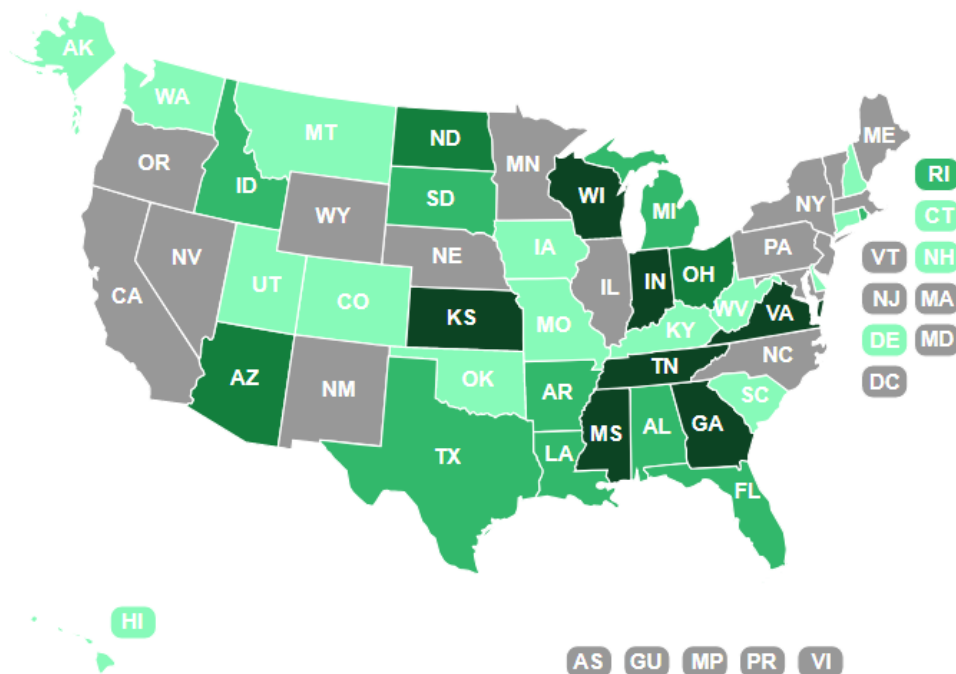 AK
WA
MT
ND
MN
ME
OR
ID
SD
WI
MI
NY
RI
WY
CT
NV
NE
IA
PA
VT
NH
CA
UT
CO
IL
IN
OH
WV
NJ
MA
KS
MO
KY
VA
DE
MD
AZ
NM
OK
AR
TN
NC
DC
SC
TX
LA
MS
AL
GA
FL
HI
AS GU MP PR VI